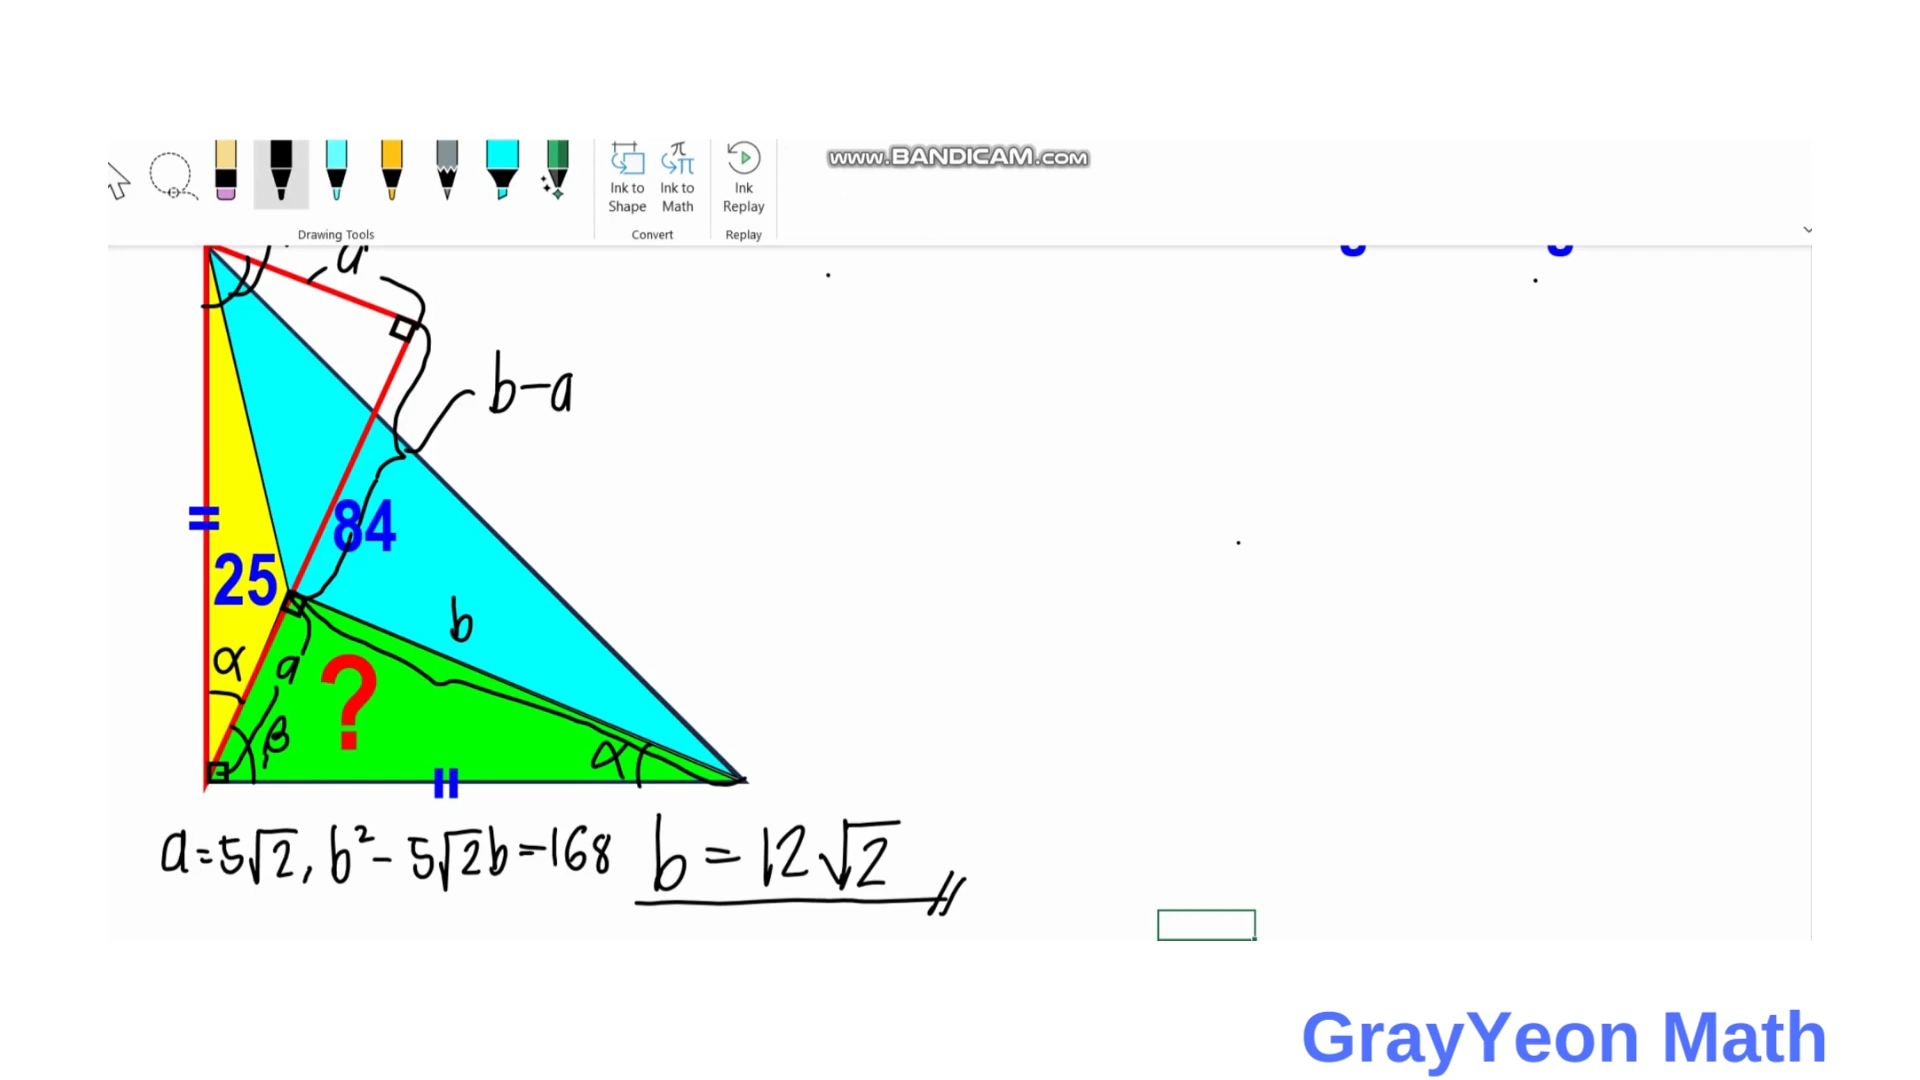 www.BANDICAM.com
Ink to Shape
Ink to Math
Ink Replay
Drawing Tools
Convert
Replay
a
b-a
=
84
25
b
α
a
?
β
α
=
a=5√2, b²-5√2b=168
b=12√2
GrayYeon Math